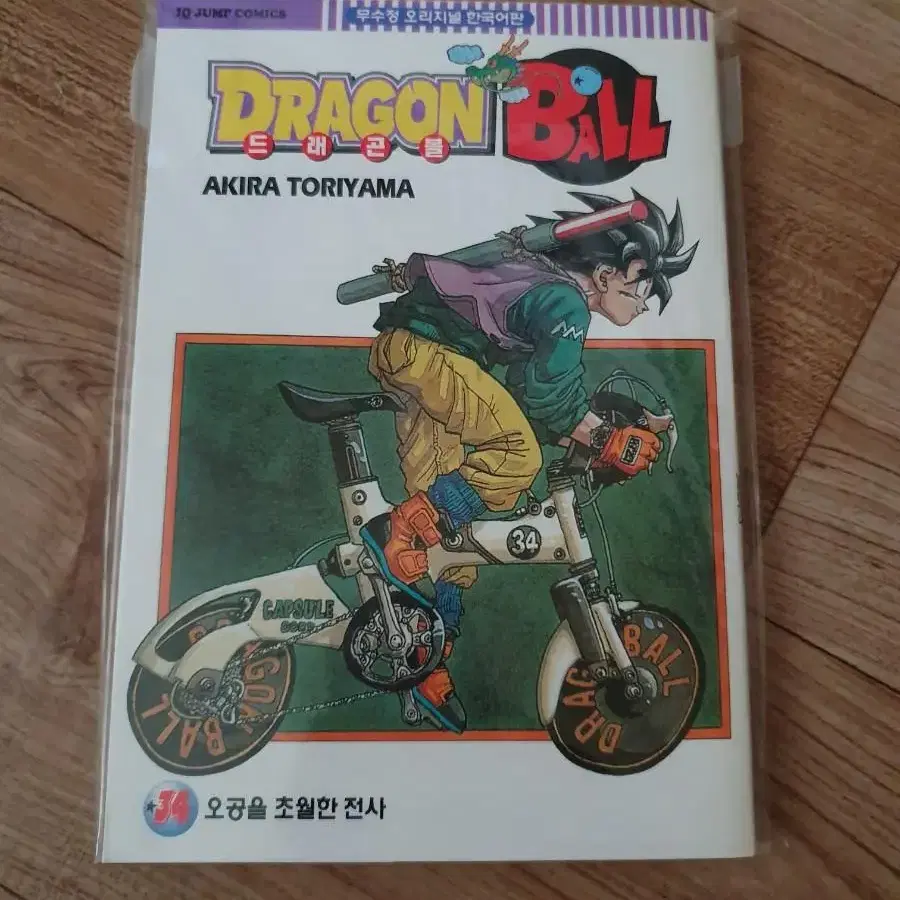 JUMP COMICS
무수정 오리지널 한국어판
DRAGON BALL
드래곤볼
AKIRA TORIYAMA
34
CAPSULE
CORP
DRAGON BALL
DRAGON BALL
34 오공을 초월한 전사